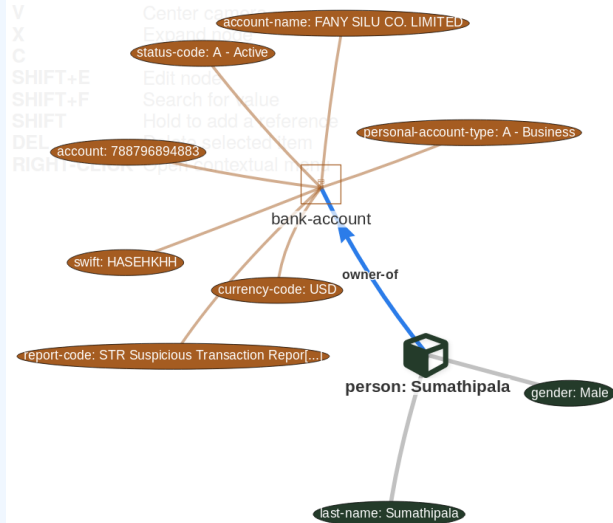 V Center camera
account-name: FANY SILU CO. LIMITED
X Expand node
status-code: A - Active
C
SHIFT+E Edit node
SHIFT+F Search for value
SHIFT Hold to add a reference
personal-account-type: A - Business
DEL Delete selected item
account: 788796894883
RIGHT-CLICK Open contextual menu
bank-account
swift: HASEHKHH
owner-of
currency-code: USD
report-code: STR Suspicious Transaction Repor[...]
person: Sumathipala
gender: Male
last-name: Sumathipala